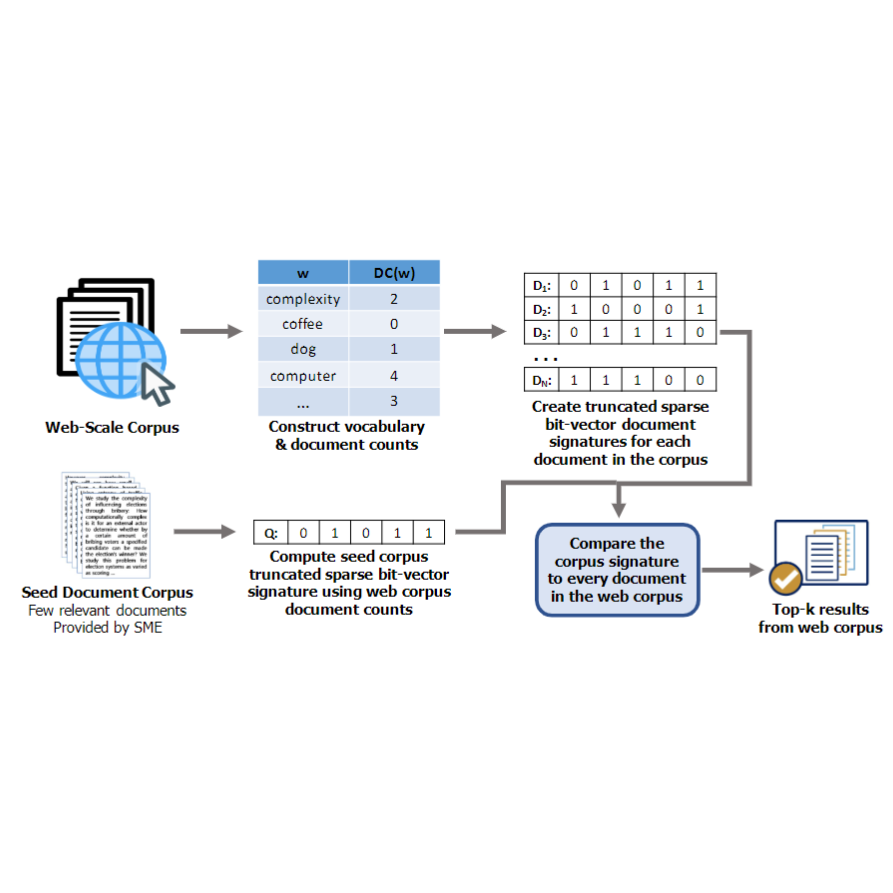 w DC(w)
complexity 2
coffee 0
dog 1
computer 4
... 3
Construct vocabulary
& document counts
Web-Scale Corpus
D₁: 0 1 0 1 1
D₂: 1 0 0 0 1
D₃: 0 1 1 1 0
...
D_N: 1 1 1 0 0
Create truncated sparse
bit-vector document
signatures for each
document in the corpus
We study the complexity
of influencing elections
through bribery: How
computationally complex
is it for an external actor
to determine whether by
a certain amount of
bribing voters a specified
candidate can be made
the election's winner? We
study this problem for
election systems as varied
as scoring ...
Seed Document Corpus
Few relevant documents
Provided by SME
Q: 0 1 0 1 1
Compute seed corpus
truncated sparse bit-vector
signature using web corpus
document counts
Compare the
corpus signature
to every document
in the web corpus
Top-k results
from web corpus